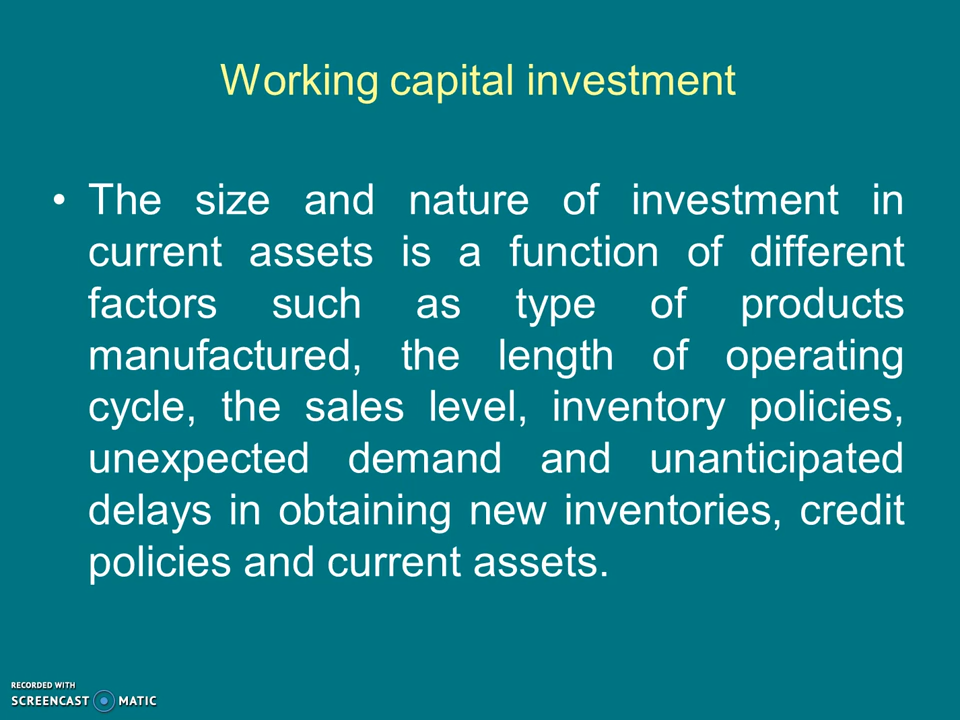 Working capital investment
• The size and nature of investment in
current assets is a function of different
factors such as type of products
manufactured, the length of operating
cycle, the sales level, inventory policies,
unexpected demand and unanticipated
delays in obtaining new inventories, credit
policies and current assets.
RECORDED WITH
SCREENCAST MATIC